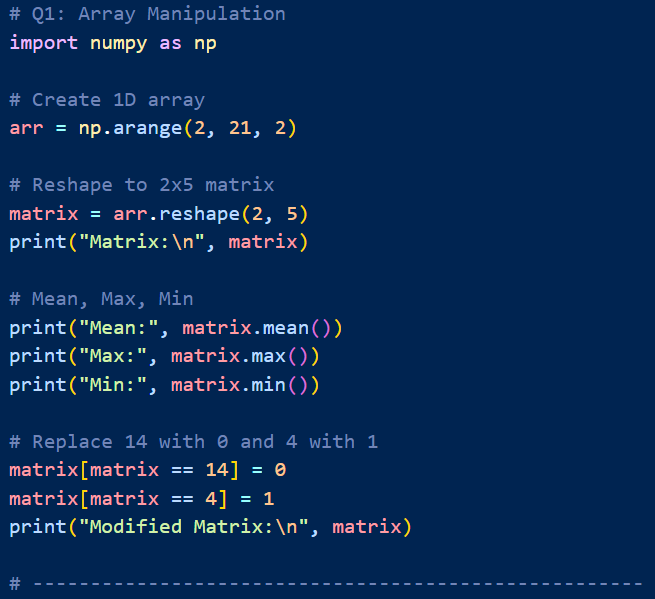 # Q1: Array Manipulation
import numpy as np
# Create 1D array
arr = np.arange(2, 21, 2)
# Reshape to 2x5 matrix
matrix = arr.reshape(2, 5)
print("Matrix:\n", matrix)
# Mean, Max, Min
print("Mean:", matrix.mean())
print("Max:", matrix.max())
print("Min:", matrix.min())
# Replace 14 with 0 and 4 with 1
matrix[matrix == 14] = 0
matrix[matrix == 4] = 1
print("Modified Matrix:\n", matrix)
# -----------------------------------------------------